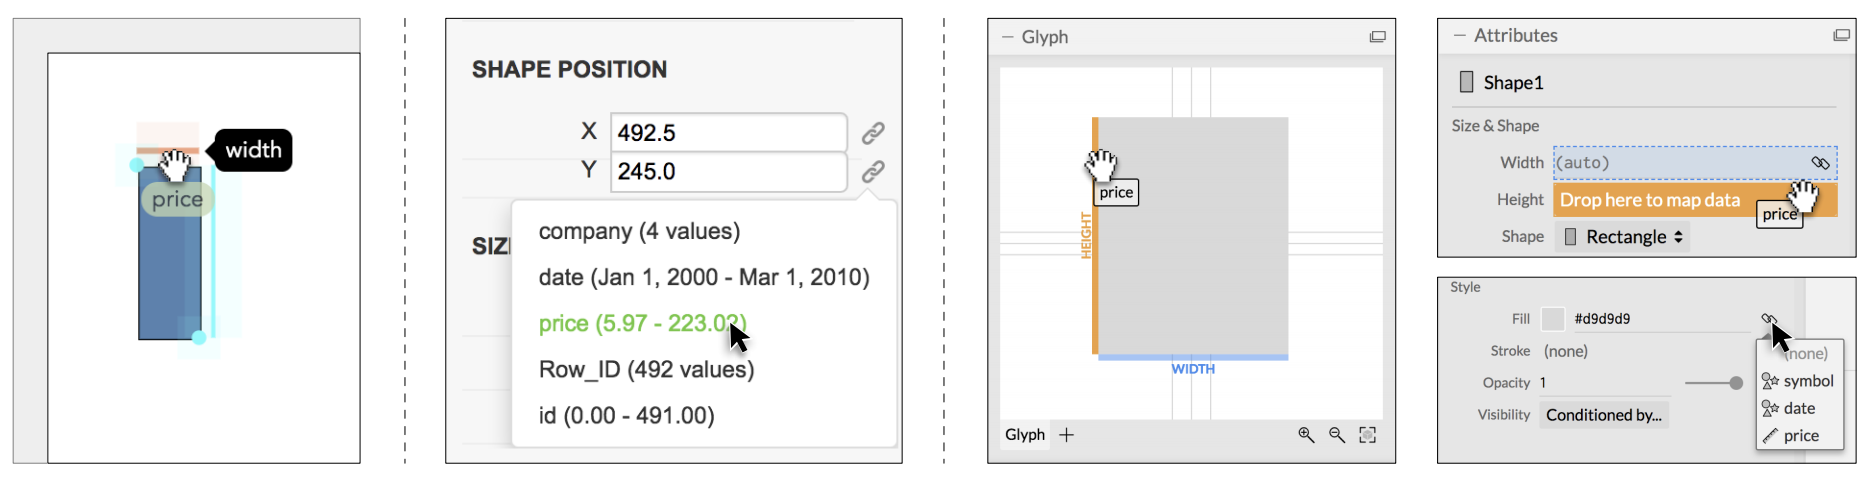 width
price
SHAPE POSITION
X 492.5
Y 245.0
company (4 values)
SIZ
date (Jan 1, 2000 - Mar 1, 2010)
price (5.97 - 223.02)
Row_ID (492 values)
id (0.00 - 491.00)
Glyph
price
HEIGHT
WIDTH
Glyph +
Attributes
Shape1
Size & Shape
Width (auto)
Height Drop here to map data
price
Shape Rectangle
Style
Fill #d9d9d9
Stroke (none)
(none)
Opacity 1
symbol
date
Visibility Conditioned by...
price